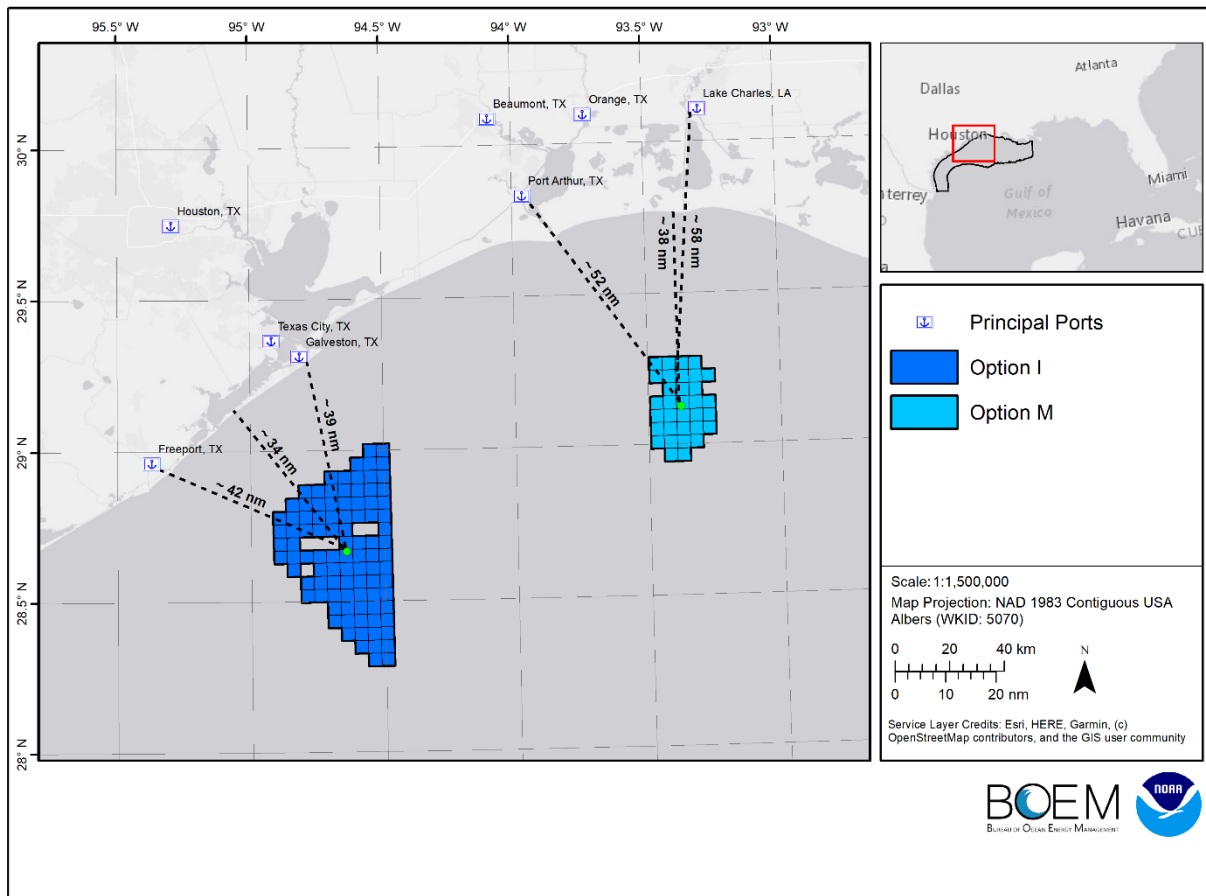 95.5° W
95° W
94.5° W
94° W
93.5° W
93° W
30° N
29.5° N
29° N
28.5° N
28° N
Lake Charles, LA
Orange, TX
Beaumont, TX
Port Arthur, TX
Houston, TX
Texas City, TX
Galveston, TX
Freeport, TX
~ 38 nm
~ 58 nm
~ 52 nm
~ 39 nm
~ 34 nm
~ 42 nm
Atlanta
Dallas
Houston
Gulf of
Mexico
Miami
terrey
Havana
CU
a
Principal Ports
Option I
Option M
Scale: 1:1,500,000
Map Projection: NAD 1983 Contiguous USA
Albers (WKID: 5070)
0 20 40 km
0 10 20 nm
N
Service Layer Credits: Esri, HERE, Garmin, (c)
OpenStreetMap contributors, and the GIS user community
BOEM
BUREAU OF OCEAN ENERGY MANAGEMENT
NOAA